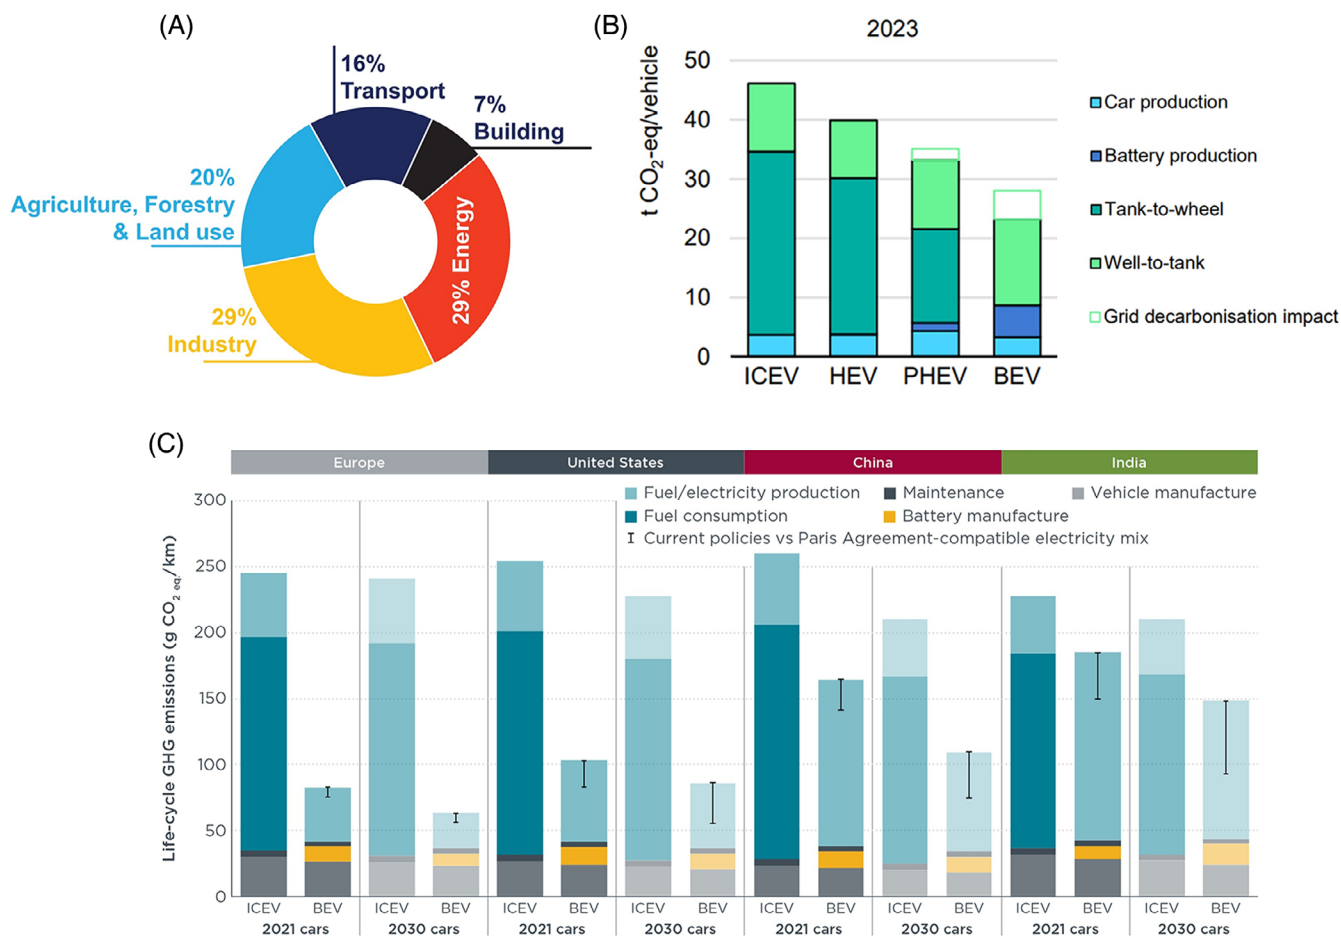 (A)
16%
Transport
7%
Building
20%
Agriculture, Forestry
& Land use
29% Energy
29%
Industry
(B)
2023
t CO2-eq/vehicle
50
40
30
20
10
0
ICEV HEV PHEV BEV
Car production
Battery production
Tank-to-wheel
Well-to-tank
Grid decarbonisation impact
(C)
Europe United States China India
Fuel/electricity production Maintenance Vehicle manufacture
Fuel consumption Battery manufacture
Current policies vs Paris Agreement-compatible electricity mix
Life-cycle GHG emissions (g CO2 eq/km)
300
250
200
150
100
50
0
ICEV BEV ICEV BEV ICEV BEV ICEV BEV ICEV BEV ICEV BEV ICEV BEV ICEV BEV
2021 cars 2030 cars 2021 cars 2030 cars 2021 cars 2030 cars 2021 cars 2030 cars